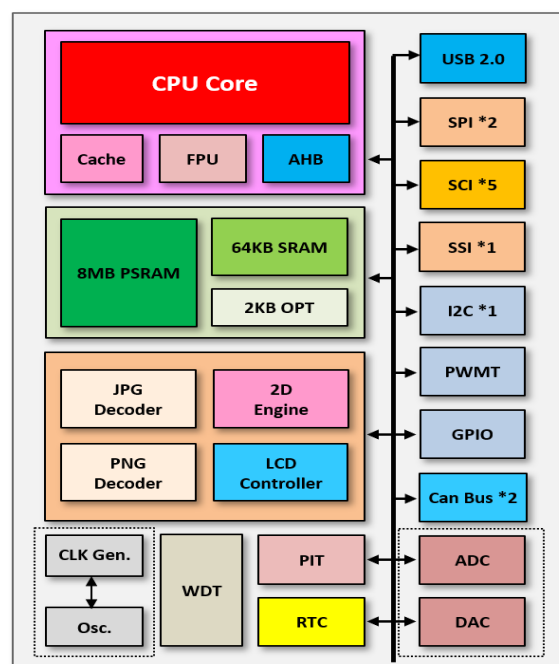 CPU Core
Cache
FPU
AHB
8MB PSRAM
64KB SRAM
2KB OPT
JPG
Decoder
2D
Engine
PNG
Decoder
LCD
Controller
CLK Gen.
Osc.
WDT
PIT
RTC
USB 2.0
SPI *2
SCI *5
SSI *1
I2C *1
PWMT
GPIO
Can Bus *2
ADC
DAC